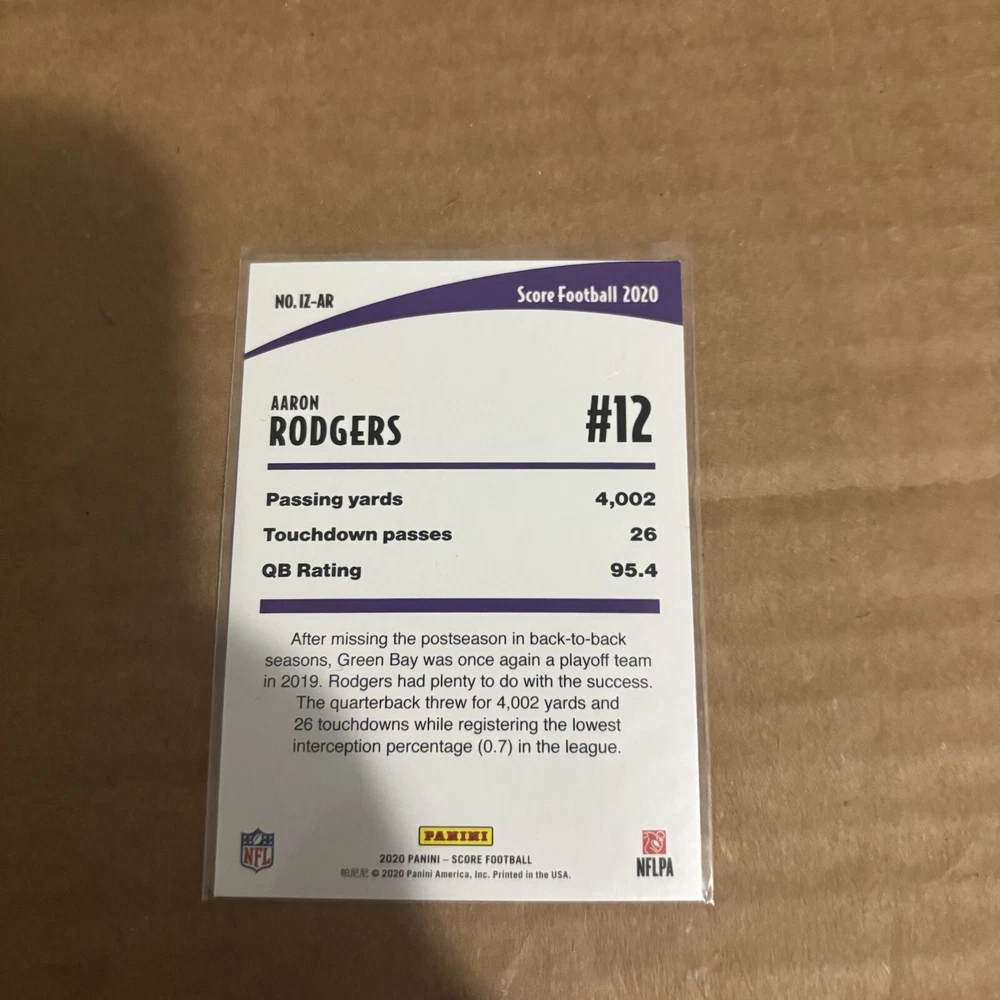 NO. IZ-AR
Score Football 2020
AARON
RODGERS
#12
Passing yards 4,002
Touchdown passes 26
QB Rating 95.4
After missing the postseason in back-to-back
seasons, Green Bay was once again a playoff team
in 2019. Rodgers had plenty to do with the success.
The quarterback threw for 4,002 yards and
26 touchdowns while registering the lowest
interception percentage (0.7) in the league.
NFL
PANINI
NFLPA
2020 PANINI – SCORE FOOTBALL
帕尼尼 © 2020 Panini America, Inc. Printed in the USA.